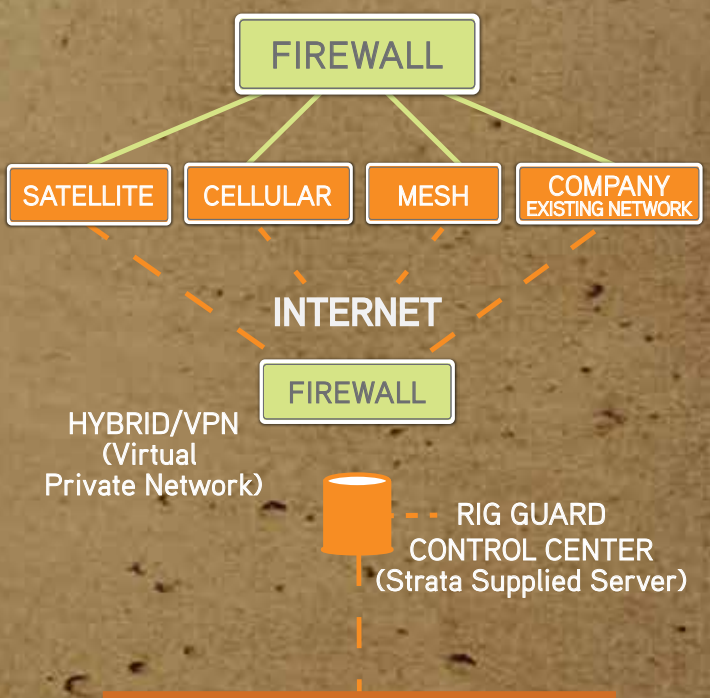 FIREWALL
SATELLITE
CELLULAR
MESH
COMPANY
EXISTING NETWORK
INTERNET
FIREWALL
HYBRID/VPN
(Virtual
Private Network)
RIG GUARD
CONTROL CENTER
(Strata Supplied Server)